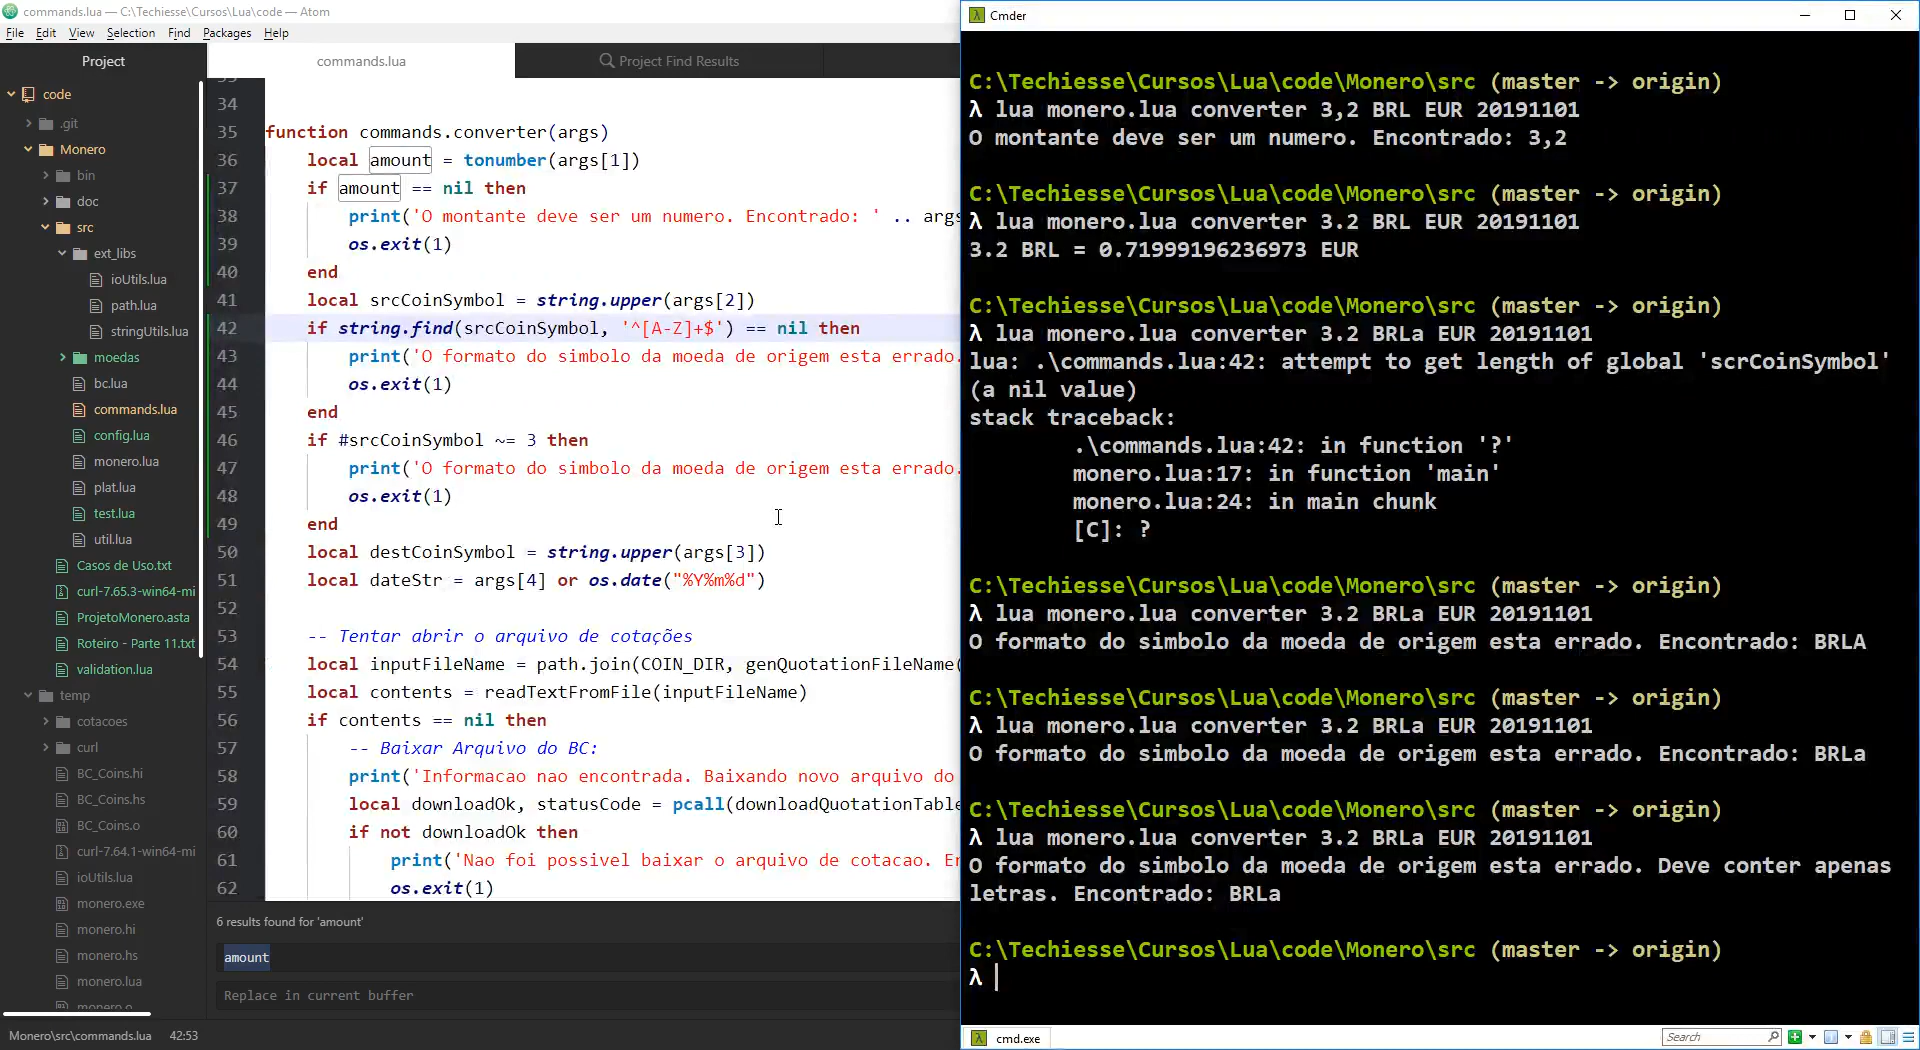 commands.lua — C:\Techiesse\Cursos\Lua\code — Atom
File Edit View Selection Find Packages Help
Project
code
.git
Monero
bin
doc
src
ext_libs
ioUtils.lua
path.lua
stringUtils.lua
moedas
bc.lua
commands.lua
config.lua
monero.lua
plat.lua
test.lua
util.lua
Casos de Uso.txt
curl-7.65.3-win64-mi
ProjetoMonero.asta
Roteiro - Parte 11.txt
validation.lua
temp
cotacoes
curl
BC_Coins.hi
BC_Coins.hs
BC_Coins.o
curl-7.64.1-win64-mi
ioUtils.lua
monero.exe
monero.hi
monero.hs
monero.lua
monero.o
commands.lua
Project Find Results
34
35 function commands.converter(args)
36 local amount = tonumber(args[1])
37 if amount == nil then
38 print('O montante deve ser um numero. Encontrado: ' .. args
39 os.exit(1)
40 end
41 local srcCoinSymbol = string.upper(args[2])
42 if string.find(srcCoinSymbol, '^[A-Z]+$') == nil then
43 print('O formato do simbolo da moeda de origem esta errado.
44 os.exit(1)
45 end
46 if #srcCoinSymbol ~= 3 then
47 print('O formato do simbolo da moeda de origem esta errado.
48 os.exit(1)
49 end
50 local destCoinSymbol = string.upper(args[3])
51 local dateStr = args[4] or os.date("%Y%m%d")
52
53 -- Tentar abrir o arquivo de cotações
54 local inputFileName = path.join(COIN_DIR, genQuotationFileName(
55 local contents = readTextFromFile(inputFileName)
56 if contents == nil then
57 -- Baixar Arquivo do BC:
58 print('Informacao nao encontrada. Baixando novo arquivo do
59 local downloadOk, statusCode = pcall(downloadQuotationTable
60 if not downloadOk then
61 print('Nao foi possivel baixar o arquivo de cotacao. Er
62 os.exit(1)
6 results found for 'amount'
amount
Replace in current buffer
Monero\src\commands.lua 42:53
Cmder
C:\Techiesse\Cursos\Lua\code\Monero\src (master -> origin)
λ lua monero.lua converter 3,2 BRL EUR 20191101
O montante deve ser um numero. Encontrado: 3,2
C:\Techiesse\Cursos\Lua\code\Monero\src (master -> origin)
λ lua monero.lua converter 3.2 BRL EUR 20191101
3.2 BRL = 0.71999196236973 EUR
C:\Techiesse\Cursos\Lua\code\Monero\src (master -> origin)
λ lua monero.lua converter 3.2 BRLa EUR 20191101
lua: .\commands.lua:42: attempt to get length of global 'scrCoinSymbol'
(a nil value)
stack traceback:
.\commands.lua:42: in function '?'
monero.lua:17: in function 'main'
monero.lua:24: in main chunk
[C]: ?
C:\Techiesse\Cursos\Lua\code\Monero\src (master -> origin)
λ lua monero.lua converter 3.2 BRLa EUR 20191101
O formato do simbolo da moeda de origem esta errado. Encontrado: BRLA
C:\Techiesse\Cursos\Lua\code\Monero\src (master -> origin)
λ lua monero.lua converter 3.2 BRLa EUR 20191101
O formato do simbolo da moeda de origem esta errado. Encontrado: BRLa
C:\Techiesse\Cursos\Lua\code\Monero\src (master -> origin)
λ lua monero.lua converter 3.2 BRLa EUR 20191101
O formato do simbolo da moeda de origem esta errado. Deve conter apenas
letras. Encontrado: BRLa
C:\Techiesse\Cursos\Lua\code\Monero\src (master -> origin)
λ
cmd.exe
Search